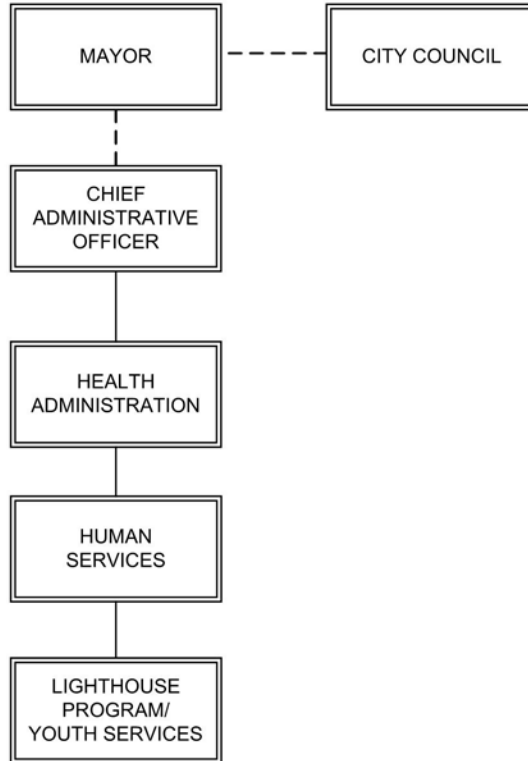 MAYOR
CITY COUNCIL
CHIEF
ADMINISTRATIVE
OFFICER
HEALTH
ADMINISTRATION
HUMAN
SERVICES
LIGHTHOUSE
PROGRAM/
YOUTH SERVICES